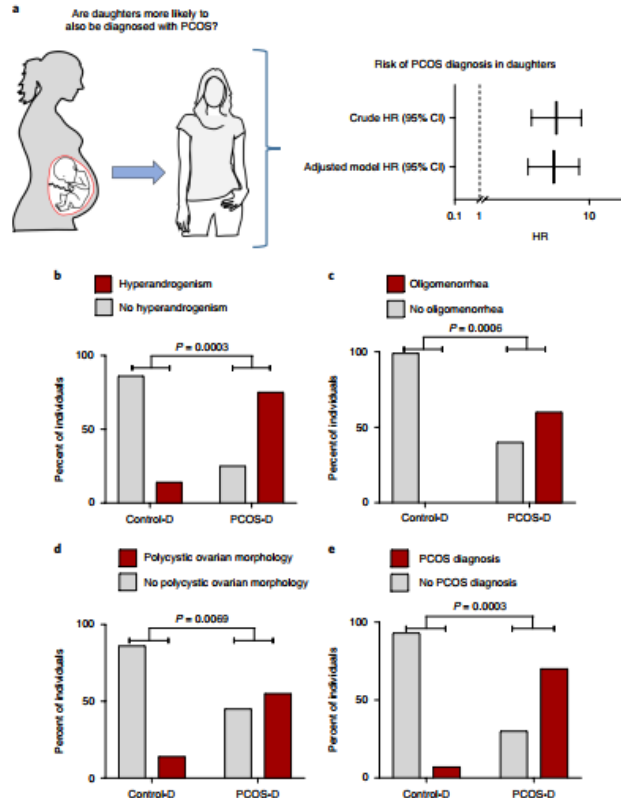 a
Are daughters more likely to
also be diagnosed with PCOS?
Risk of PCOS diagnosis in daughters
Crude HR (95% CI)
Adjusted model HR (95% CI)
0.1 1 10
HR
b
Hyperandrogenism
No hyperandrogenism
P = 0.0003
100
50
0
Percent of individuals
Control-D PCOS-D
c
Oligomenorrhea
No oligomenorrhea
P = 0.0006
100
50
0
Percent of individuals
Control-D PCOS-D
d
Polycystic ovarian morphology
No polycystic ovarian morphology
P = 0.0069
100
50
0
Percent of individuals
Control-D PCOS-D
e
PCOS diagnosis
No PCOS diagnosis
P = 0.0003
100
50
0
Percent of individuals
Control-D PCOS-D